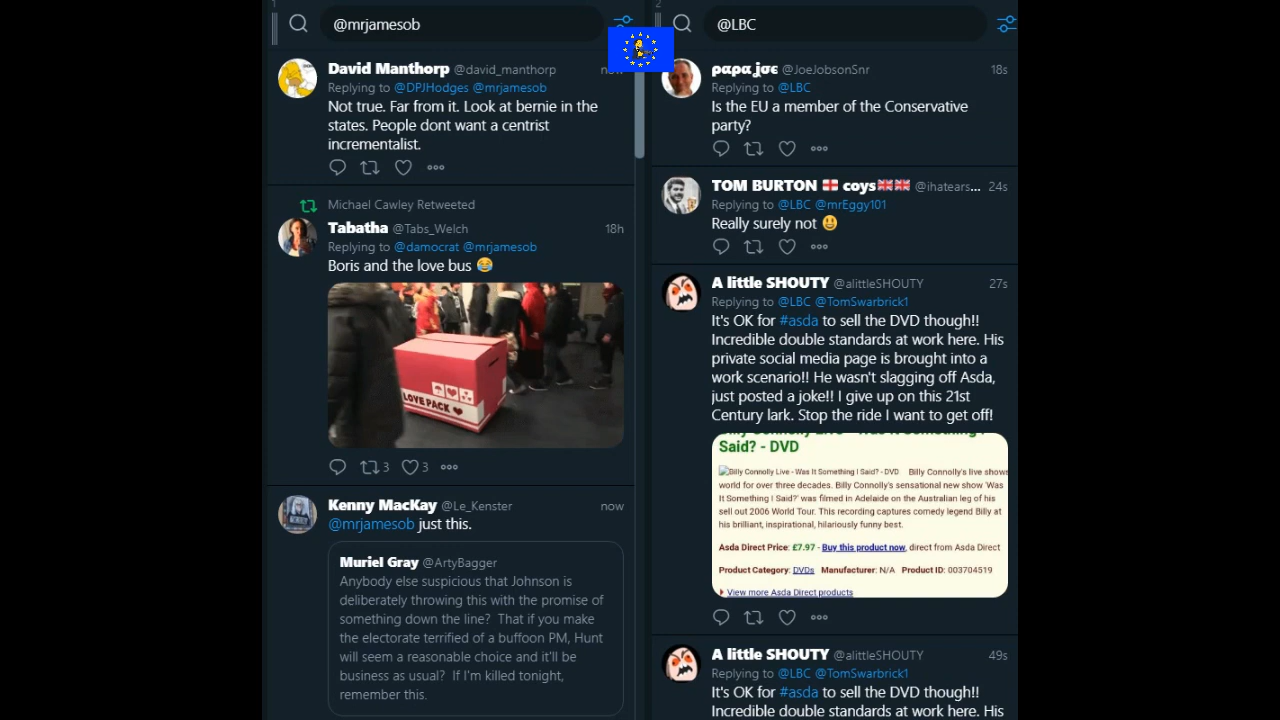 1
@mrjamesob
David Manthorp @david_manthorp now
Replying to @DPJHodges @mrjamesob
Not true. Far from it. Look at bernie in the
states. People dont want a centrist
incrementalist.
Michael Cawley Retweeted
Tabatha @Tabs_Welch 18h
Replying to @damocrat @mrjamesob
Boris and the love bus 😂
LOVE PACK
3 3
Kenny MacKay @Le_Kenster now
@mrjamesob just this.
Muriel Gray @ArtyBagger
Anybody else suspicious that Johnson is
deliberately throwing this with the promise of
something down the line? That if you make
the electorate terrified of a buffoon PM, Hunt
will seem a reasonable choice and it'll be
business as usual? If I'm killed tonight,
remember this.
2
@LBC
ραρα jσε @JoeJobsonSnr 18s
Replying to @LBC
Is the EU a member of the Conservative
party?
TOM BURTON 🏴󠁧󠁢󠁥󠁮󠁧󠁿 coys🇬🇧🇬🇧 @ihatears... 24s
Replying to @LBC @mrEggy101
Really surely not 😃
A little SHOUTY @alittleSHOUTY 27s
Replying to @LBC @TomSwarbrick1
It's OK for #asda to sell the DVD though!!
Incredible double standards at work here. His
private social media page is brought into a
work scenario!! He wasn't slagging off Asda,
just posted a joke!! I give up on this 21st
Century lark. Stop the ride I want to get off!
Billy Connolly Live - Was It Something I
Said? - DVD
Billy Connolly Live - Was It Something I Said? - DVD Billy Connolly's live shows
world for over three decades. Billy Connolly's sensational new show 'Was
It Something I Said?' was filmed in Adelaide on the Australian leg of his
sell out 2006 World Tour. This recording captures comedy legend Billy at
his brilliant, inspirational, hilariously funny best.
Asda Direct Price: £7.97 - Buy this product now, direct from Asda Direct
Product Category: DVDs Manufacturer: N/A Product ID: 003704519
View more Asda Direct products
A little SHOUTY @alittleSHOUTY 49s
Replying to @LBC @TomSwarbrick1
It's OK for #asda to sell the DVD though!!
Incredible double standards at work here. His